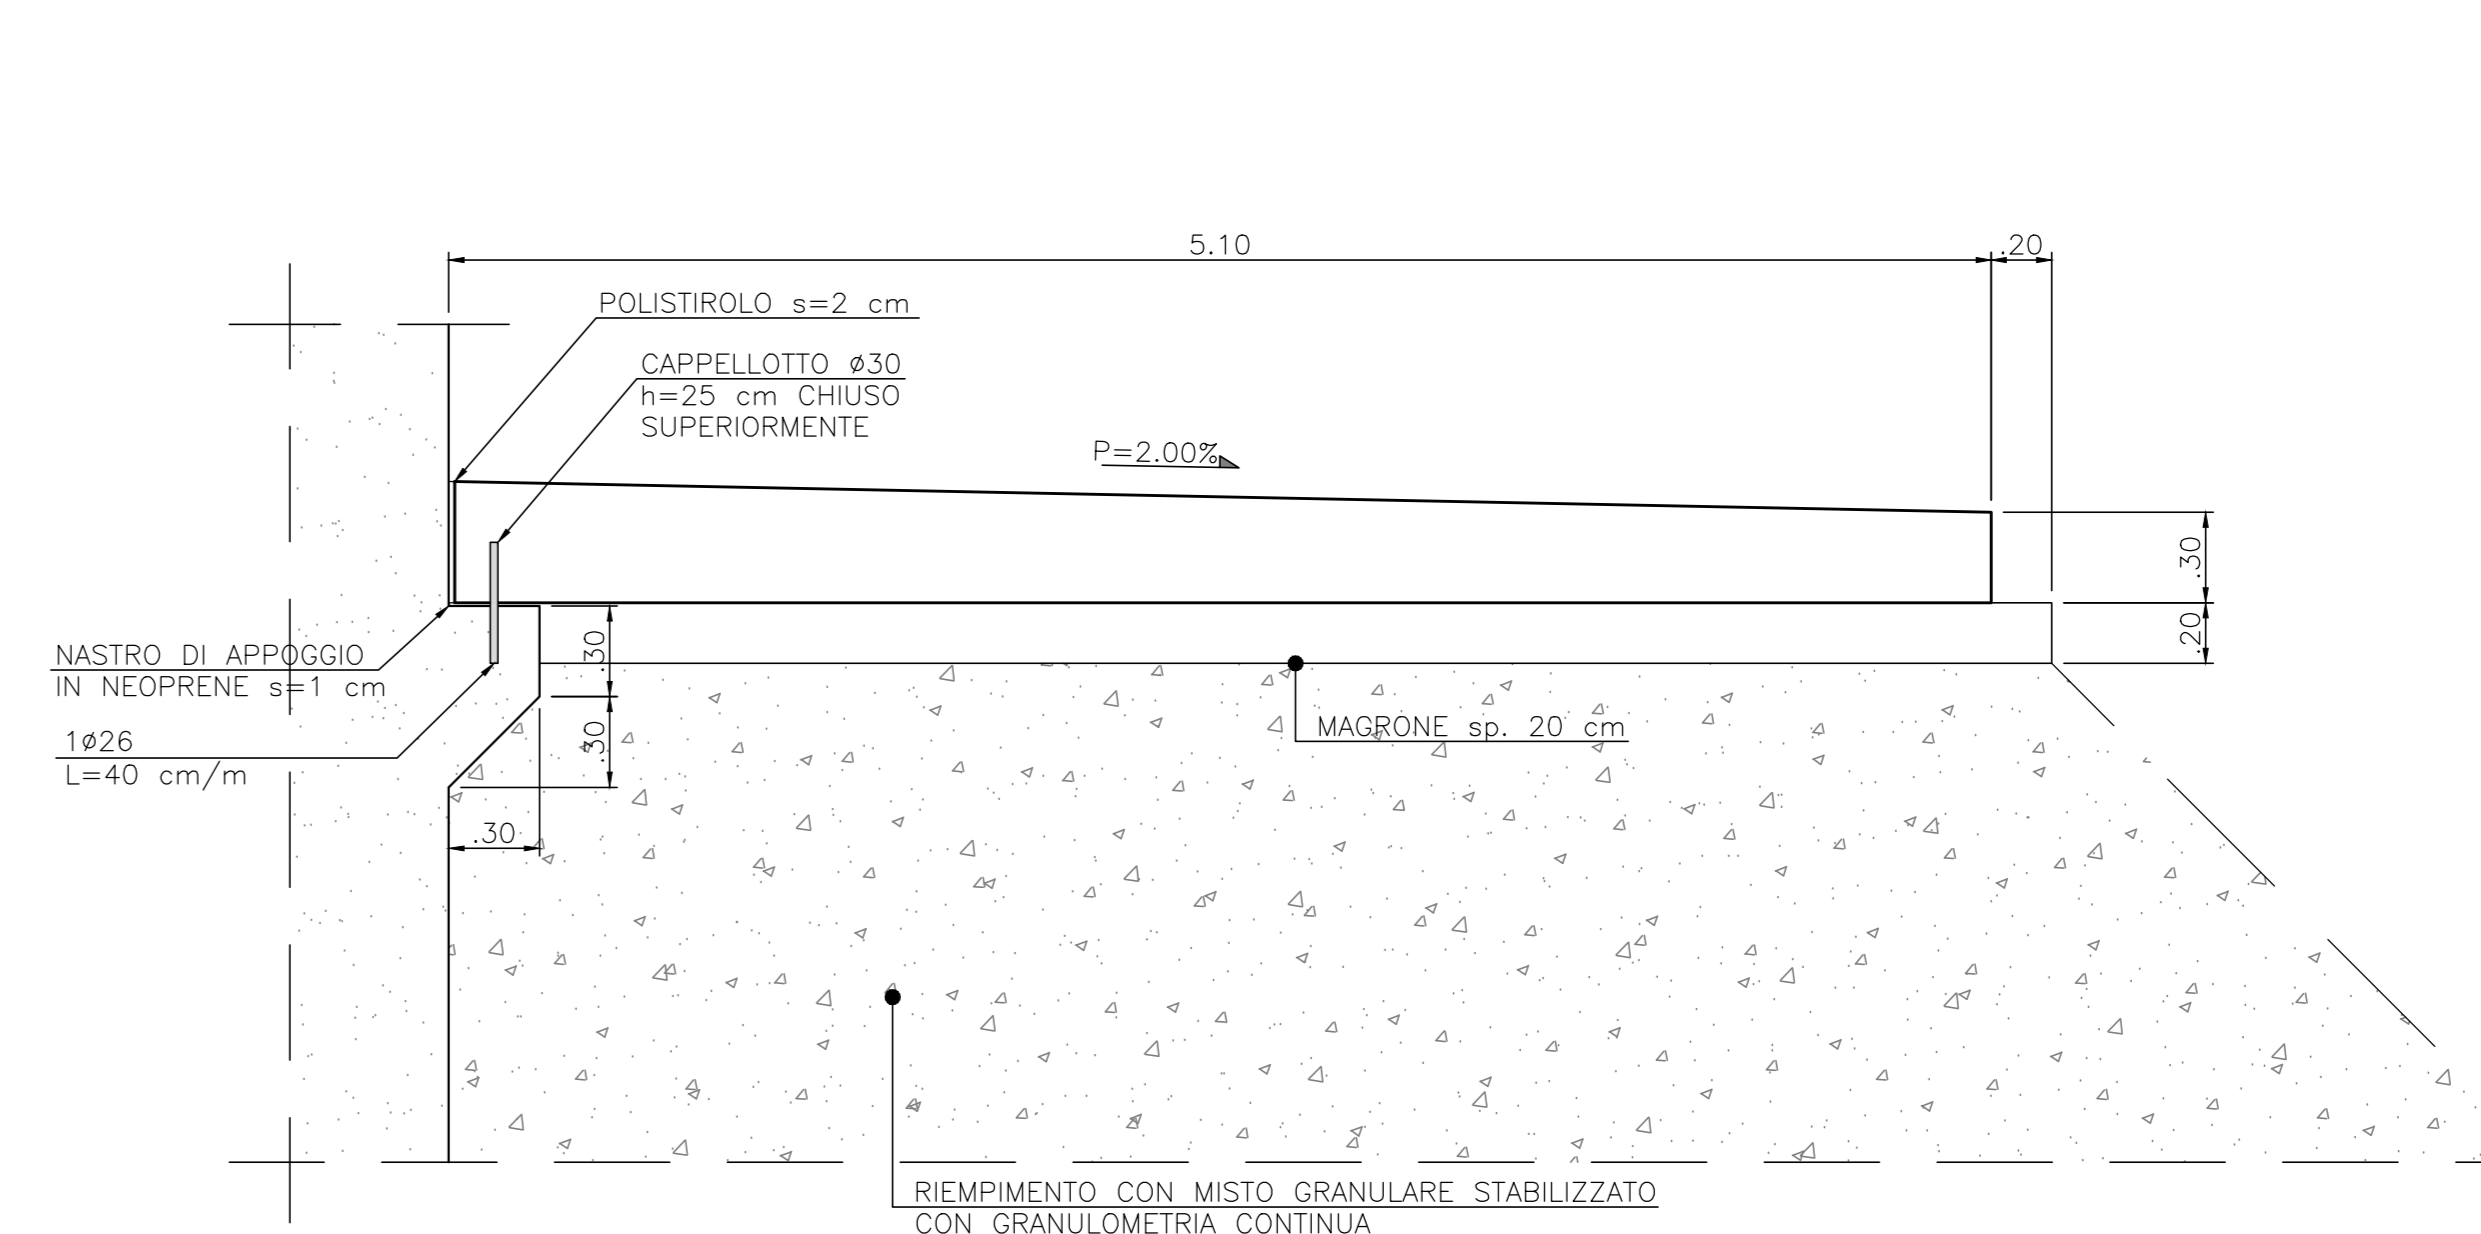 5.10
.20
POLISTIROLO s=2 cm
CAPPELLOTTO ø30
h=25 cm CHIUSO
SUPERIORMENTE
P=2.00%
.30
.20
.30
NASTRO DI APPOGGIO
IN NEOPRENE s=1 cm
1ø26
L=40 cm/m
.30
.30
MAGRONE sp. 20 cm
RIEMPIMENTO CON MISTO GRANULARE STABILIZZATO
CON GRANULOMETRIA CONTINUA